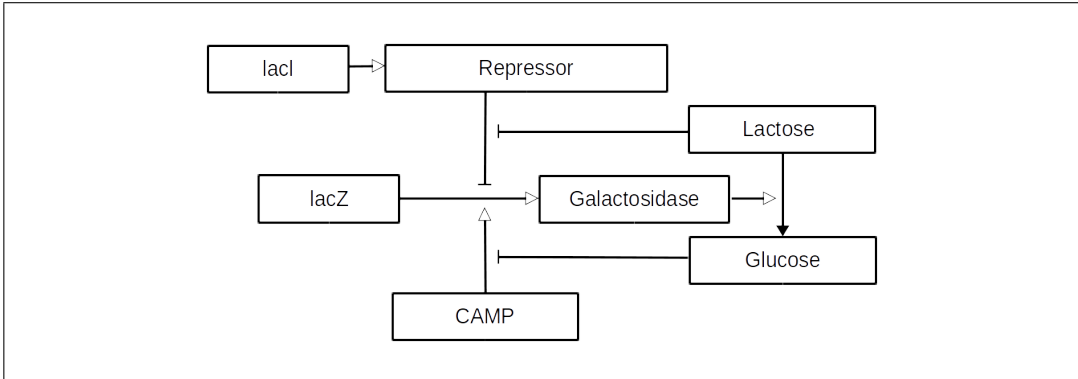 lacI
Repressor
Lactose
lacZ
Galactosidase
Glucose
CAMP